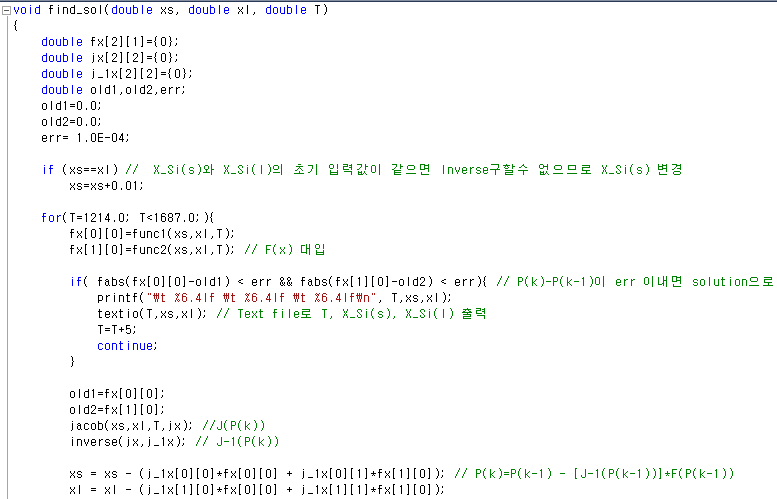 void find_sol(double xs, double xl, double T)
{
double fx[2][1]={0};
double jx[2][2]={0};
double j_1x[2][2]={0};
double old1,old2,err;
old1=0.0;
old2=0.0;
err= 1.0E-04;
if (xs==xl) // X_Si(s)와 X_Si(l)의 초기 입력값이 같으면 Inverse구할수 없으므로 X_Si(s) 변경
xs=xs+0.01;
for(T=1214.0; T<1687.0;){
fx[0][0]=func1(xs,xl,T);
fx[1][0]=func2(xs,xl,T); // F(x) 대입
if( fabs(fx[0][0]-old1) < err && fabs(fx[1][0]-old2) < err){ // P(k)-P(k-1)이 err 이내면 solution으로
printf("₩t %6.4lf ₩t %6.4lf ₩t %6.4lf₩n", T,xs,xl);
textio(T,xs,xl); // Text file로 T, X_Si(s), X_Si(l) 출력
T=T+5;
continue;
}
old1=fx[0][0];
old2=fx[1][0];
jacob(xs,xl,T,jx); //J(P(k))
inverse(jx,j_1x); // J-1(P(k))
xs = xs - (j_1x[0][0]*fx[0][0] + j_1x[0][1]*fx[1][0]); // P(k)=P(k-1) - [J-1(P(k-1))]*F(P(k-1))
xl = xl - (j_1x[1][0]*fx[0][0] + j_1x[1][1]*fx[1][0]);